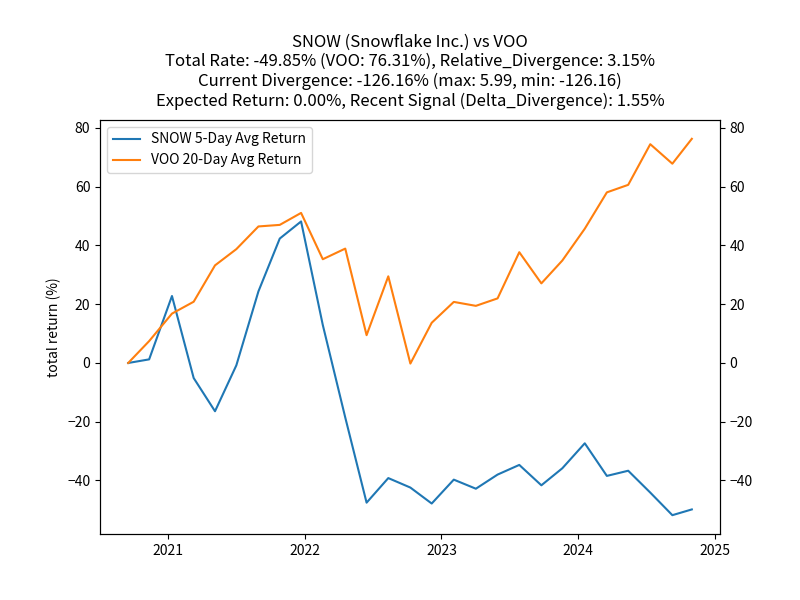 SNOW (Snowflake Inc.) vs VOO
Total Rate: -49.85% (VOO: 76.31%), Relative_Divergence: 3.15%
Current Divergence: -126.16% (max: 5.99, min: -126.16)
Expected Return: 0.00%, Recent Signal (Delta_Divergence): 1.55%
SNOW 5-Day Avg Return
VOO 20-Day Avg Return
total return (%)
80
60
40
20
0
−20
−40
80
60
40
20
0
−20
−40
2021
2022
2023
2024
2025